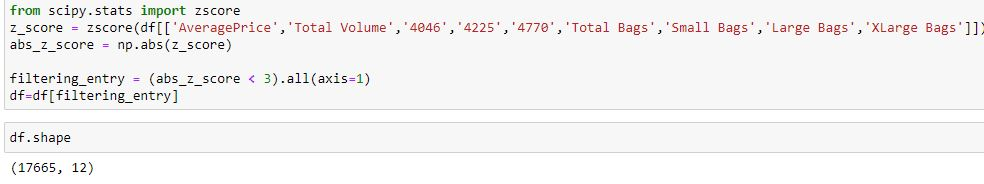 from scipy.stats import zscore
z_score = zscore(df[['AveragePrice','Total Volume','4046','4225','4770','Total Bags','Small Bags','Large Bags','XLarge Bags']])
abs_z_score = np.abs(z_score)
filtering_entry = (abs_z_score < 3).all(axis=1)
df=df[filtering_entry]
df.shape
(17665, 12)